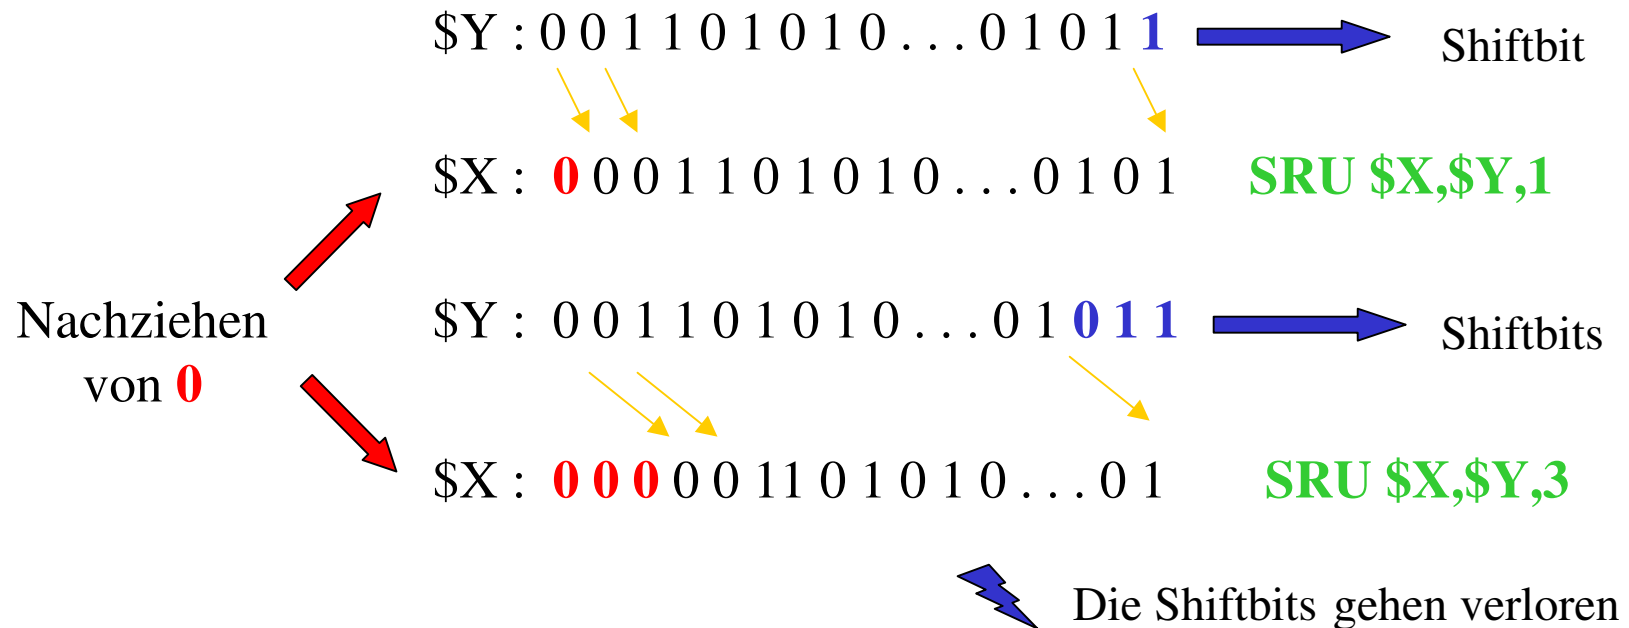 $Y : 0 0 1 1 0 1 0 1 0 . . . 0 1 0 1 1
Shiftbit
$X : 0 0 0 1 1 0 1 0 1 0 . . . 0 1 0 1
SRU $X,$Y,1
Nachziehen
von 0
$Y : 0 0 1 1 0 1 0 1 0 . . . 0 1 0 1 1
Shiftbits
$X : 0 0 0 0 0 1 1 0 1 0 1 0 . . . 0 1
SRU $X,$Y,3
Die Shiftbits gehen verloren